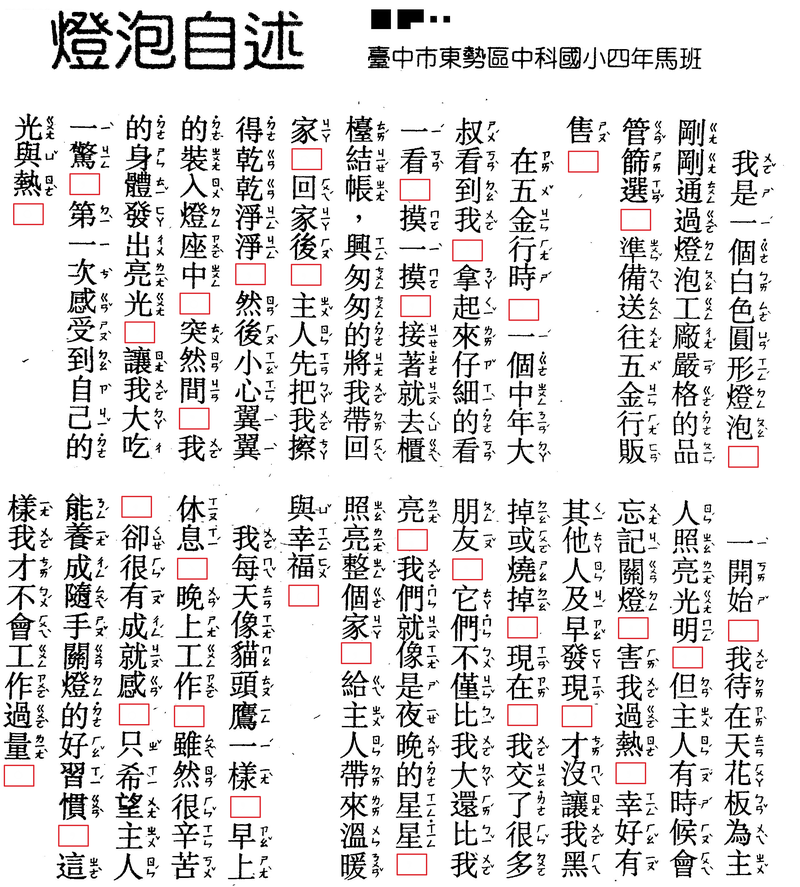 燈泡自述
臺中市東勢區中科國小四年馬班
我是一個白色圓形燈泡□
剛剛通過燈泡工廠嚴格的品
管篩選□準備送往五金行販
售□
在五金行時□一個中年大
叔看到我□拿起來仔細的看
一看□摸一摸□接著就去櫃
檯結帳，興匆匆的將我帶回
家□回家後□主人先把我擦
得乾乾淨淨□然後小心翼翼
的裝入燈座中□突然間□我
的身體發出亮光□讓我大吃
一驚□第一次感受到自己的
光與熱□
一開始□我待在天花板為主
人照亮光明□但主人有時候會
忘記關燈□害我過熱□幸好有
其他人及早發現□才沒讓我黑
掉或燒掉□現在□我交了很多
朋友□它們不僅比我大還比我
亮□我們就像是夜晚的星星□
照亮整個家□給主人帶來溫暖
與幸福□
我每天像貓頭鷹一樣□早上
休息□晚上工作□雖然很辛苦
□卻很有成就感□只希望主人
能養成隨手關燈的好習慣□這
樣我才不會工作過量□